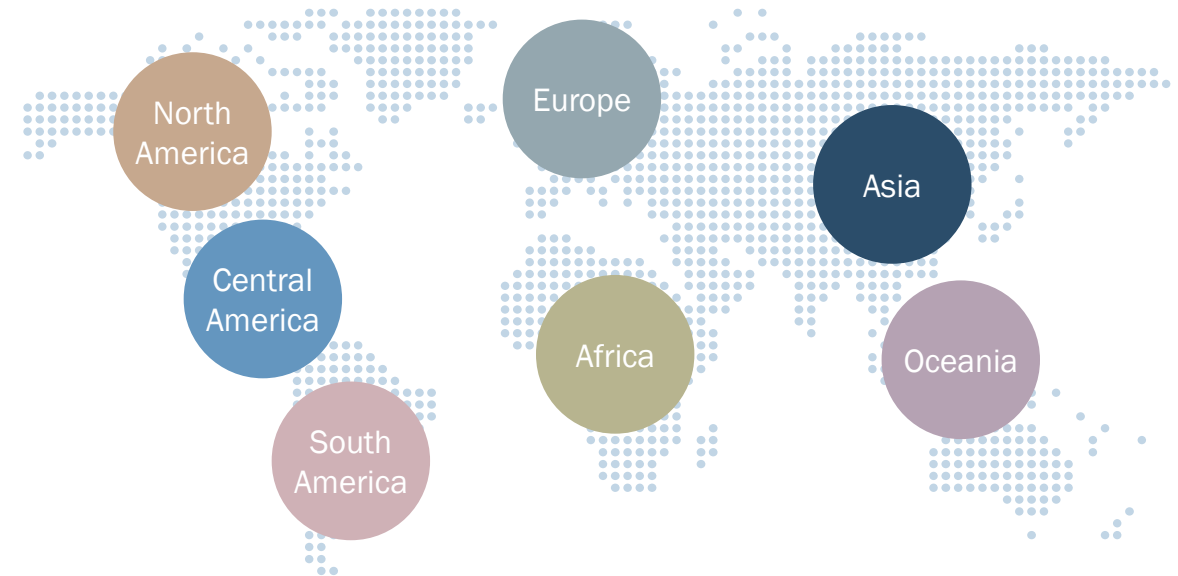 North
America
Central
America
South
America
Europe
Africa
Asia
Oceania